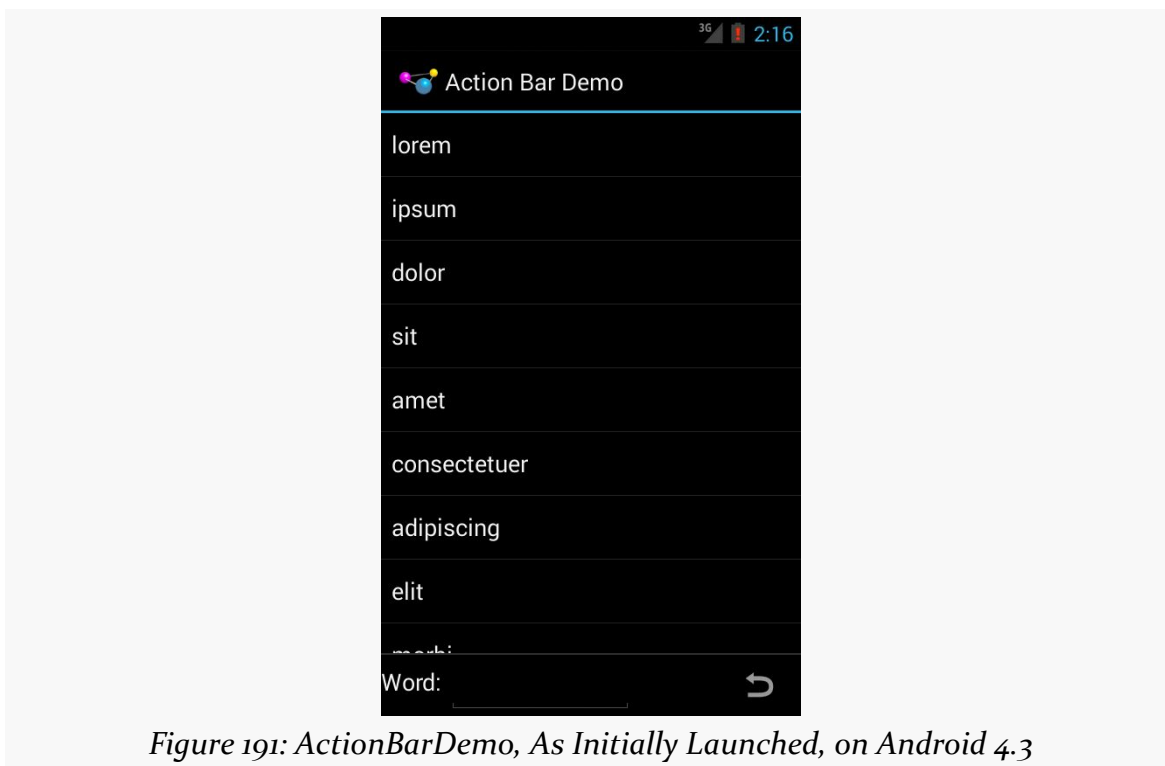 3G 2:16
Action Bar Demo
lorem
ipsum
dolor
sit
amet
consectetuer
adipiscing
elit
morbi
Word:
Figure 191: ActionBarDemo, As Initially Launched, on Android 4.3